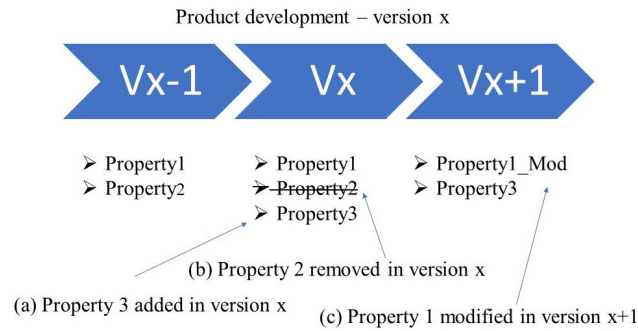 Product development – version x
Vx-1 Vx Vx+1
➢ Property1 ➢ Property1 ➢ Property1_Mod
➢ Property2 ➢ Property2 ➢ Property3
➢ Property3
(b) Property 2 removed in version x
(a) Property 3 added in version x
(c) Property 1 modified in version x+1